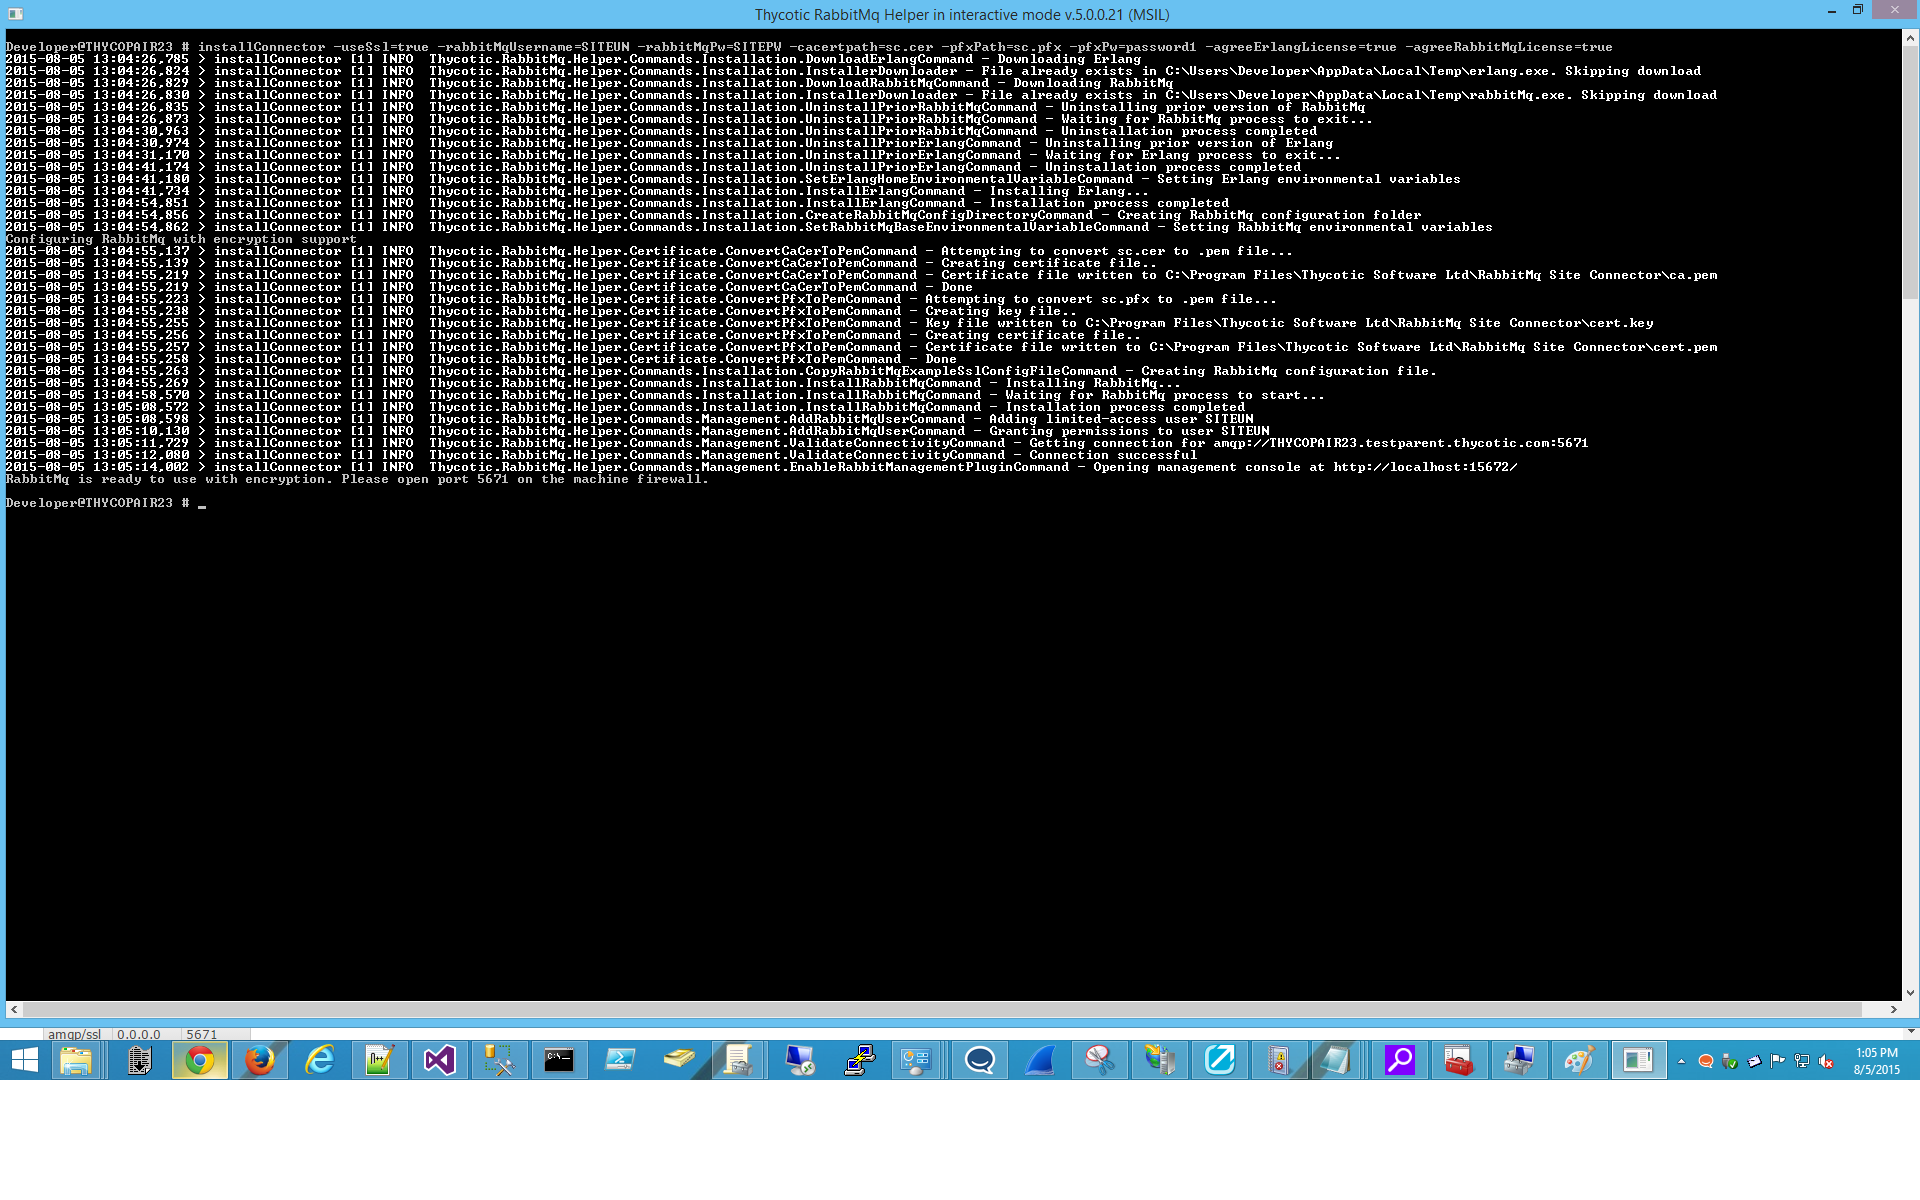 Thycotic RabbitMq Helper in interactive mode v.5.0.0.21 (MSIL)
Developer@THYCOPAIR23 # installConnector -useSsl=true -rabbitMqUsername=SITEUN -rabbitMqPw=SITEPW -cacertpath=sc.cer -pfxPath=sc.pfx -pfxPw=password1 -agreeErlangLicense=true -agreeRabbitMqLicense=true
2015-08-05 13:04:26,785 > installConnector [1] INFO  Thycotic.RabbitMq.Helper.Commands.Installation.DownloadErlangCommand - Downloading Erlang
2015-08-05 13:04:26,824 > installConnector [1] INFO  Thycotic.RabbitMq.Helper.Commands.Installation.InstallerDownloader - File already exists in C:\Users\Developer\AppData\Local\Temp\erlang.exe. Skipping download
2015-08-05 13:04:26,829 > installConnector [1] INFO  Thycotic.RabbitMq.Helper.Commands.Installation.DownloadRabbitMqCommand - Downloading RabbitMq
2015-08-05 13:04:26,830 > installConnector [1] INFO  Thycotic.RabbitMq.Helper.Commands.Installation.InstallerDownloader - File already exists in C:\Users\Developer\AppData\Local\Temp\rabbitMq.exe. Skipping download
2015-08-05 13:04:26,835 > installConnector [1] INFO  Thycotic.RabbitMq.Helper.Commands.Installation.UninstallPriorRabbitMqCommand - Uninstalling prior version of RabbitMq
2015-08-05 13:04:26,873 > installConnector [1] INFO  Thycotic.RabbitMq.Helper.Commands.Installation.UninstallPriorRabbitMqCommand - Waiting for RabbitMq process to exit...
2015-08-05 13:04:30,963 > installConnector [1] INFO  Thycotic.RabbitMq.Helper.Commands.Installation.UninstallPriorRabbitMqCommand - Uninstallation process completed
2015-08-05 13:04:30,974 > installConnector [1] INFO  Thycotic.RabbitMq.Helper.Commands.Installation.UninstallPriorErlangCommand - Uninstalling prior version of Erlang
2015-08-05 13:04:31,170 > installConnector [1] INFO  Thycotic.RabbitMq.Helper.Commands.Installation.UninstallPriorErlangCommand - Waiting for Erlang process to exit...
2015-08-05 13:04:41,174 > installConnector [1] INFO  Thycotic.RabbitMq.Helper.Commands.Installation.UninstallPriorErlangCommand - Uninstallation process completed
2015-08-05 13:04:41,180 > installConnector [1] INFO  Thycotic.RabbitMq.Helper.Commands.Installation.SetErlangHomeEnvironmentalVariableCommand - Setting Erlang environmental variables
2015-08-05 13:04:41,734 > installConnector [1] INFO  Thycotic.RabbitMq.Helper.Commands.Installation.InstallErlangCommand - Installing Erlang...
2015-08-05 13:04:54,851 > installConnector [1] INFO  Thycotic.RabbitMq.Helper.Commands.Installation.InstallErlangCommand - Installation process completed
2015-08-05 13:04:54,856 > installConnector [1] INFO  Thycotic.RabbitMq.Helper.Commands.Installation.CreateRabbitMqConfigDirectoryCommand - Creating RabbitMq configuration folder
2015-08-05 13:04:54,862 > installConnector [1] INFO  Thycotic.RabbitMq.Helper.Commands.Installation.SetRabbitMqBaseEnvironmentalVariableCommand - Setting RabbitMq environmental variables
Configuring RabbitMq with encryption support
2015-08-05 13:04:55,137 > installConnector [1] INFO  Thycotic.RabbitMq.Helper.Certificate.ConvertCaCerToPemCommand - Attempting to convert sc.cer to .pem file...
2015-08-05 13:04:55,139 > installConnector [1] INFO  Thycotic.RabbitMq.Helper.Certificate.ConvertCaCerToPemCommand - Creating certificate file..
2015-08-05 13:04:55,219 > installConnector [1] INFO  Thycotic.RabbitMq.Helper.Certificate.ConvertCaCerToPemCommand - Certificate file written to C:\Program Files\Thycotic Software Ltd\RabbitMq Site Connector\ca.pem
2015-08-05 13:04:55,219 > installConnector [1] INFO  Thycotic.RabbitMq.Helper.Certificate.ConvertCaCerToPemCommand - Done
2015-08-05 13:04:55,223 > installConnector [1] INFO  Thycotic.RabbitMq.Helper.Certificate.ConvertPfxToPemCommand - Attempting to convert sc.pfx to .pem file...
2015-08-05 13:04:55,238 > installConnector [1] INFO  Thycotic.RabbitMq.Helper.Certificate.ConvertPfxToPemCommand - Creating key file..
2015-08-05 13:04:55,255 > installConnector [1] INFO  Thycotic.RabbitMq.Helper.Certificate.ConvertPfxToPemCommand - Key file written to C:\Program Files\Thycotic Software Ltd\RabbitMq Site Connector\cert.key
2015-08-05 13:04:55,256 > installConnector [1] INFO  Thycotic.RabbitMq.Helper.Certificate.ConvertPfxToPemCommand - Creating certificate file..
2015-08-05 13:04:55,257 > installConnector [1] INFO  Thycotic.RabbitMq.Helper.Certificate.ConvertPfxToPemCommand - Certificate file written to C:\Program Files\Thycotic Software Ltd\RabbitMq Site Connector\cert.pem
2015-08-05 13:04:55,258 > installConnector [1] INFO  Thycotic.RabbitMq.Helper.Certificate.ConvertPfxToPemCommand - Done
2015-08-05 13:04:55,263 > installConnector [1] INFO  Thycotic.RabbitMq.Helper.Commands.Installation.CopyRabbitMqExampleSslConfigFileCommand - Creating RabbitMq configuration file.
2015-08-05 13:04:55,269 > installConnector [1] INFO  Thycotic.RabbitMq.Helper.Commands.Installation.InstallRabbitMqCommand - Installing RabbitMq...
2015-08-05 13:04:58,570 > installConnector [1] INFO  Thycotic.RabbitMq.Helper.Commands.Installation.InstallRabbitMqCommand - Waiting for RabbitMq process to start...
2015-08-05 13:05:08,572 > installConnector [1] INFO  Thycotic.RabbitMq.Helper.Commands.Installation.InstallRabbitMqCommand - Installation process completed
2015-08-05 13:05:08,598 > installConnector [1] INFO  Thycotic.RabbitMq.Helper.Commands.Management.AddRabbitMqUserCommand - Adding limited-access user SITEUN
2015-08-05 13:05:10,130 > installConnector [1] INFO  Thycotic.RabbitMq.Helper.Commands.Management.AddRabbitMqUserCommand - Granting permissions to user SITEUN
2015-08-05 13:05:11,729 > installConnector [1] INFO  Thycotic.RabbitMq.Helper.Commands.Management.ValidateConnectivityCommand - Getting connection for amqp://THYCOPAIR23.testparent.thycotic.com:5671
2015-08-05 13:05:12,080 > installConnector [1] INFO  Thycotic.RabbitMq.Helper.Commands.Management.ValidateConnectivityCommand - Connection successful
2015-08-05 13:05:14,002 > installConnector [1] INFO  Thycotic.RabbitMq.Helper.Commands.Management.EnableRabbitManagementPluginCommand - Opening management console at http://localhost:15672/
RabbitMq is ready to use with encryption. Please open port 5671 on the machine firewall.
Developer@THYCOPAIR23 # _
amqp/ssl 0.0.0.0 5671
1:05 PM
8/5/2015